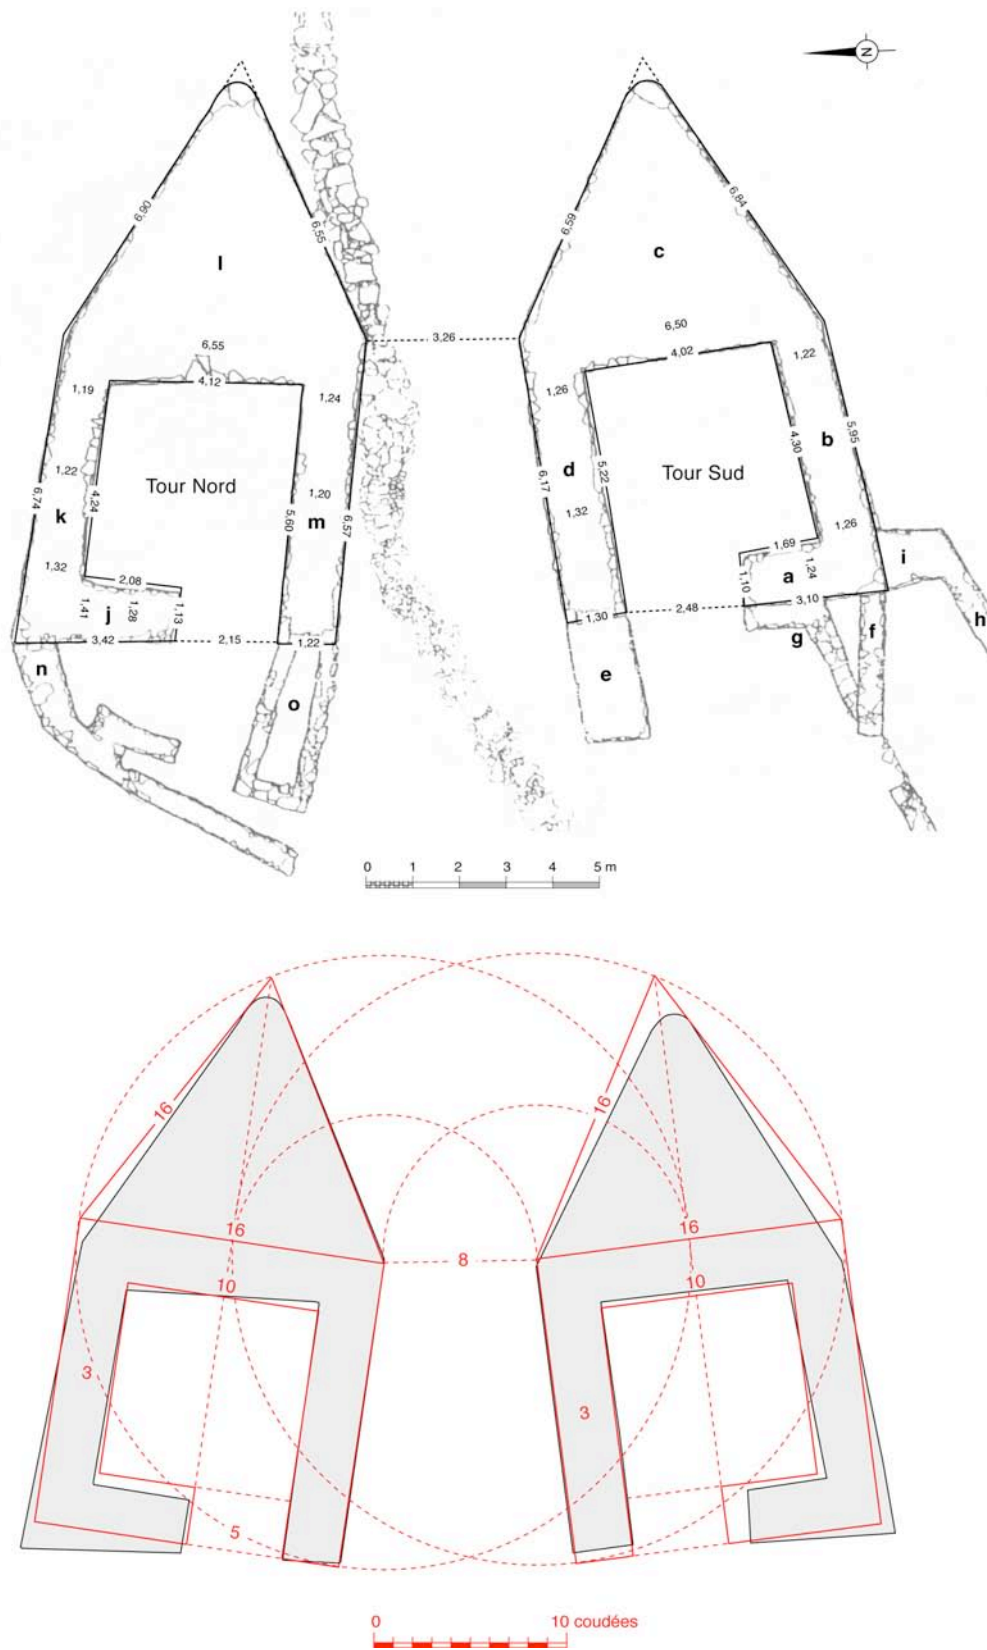 N
6,90
6,55
l
6,59
6,84
c
3,26
6,55
4,12
1,19
1,24
6,50
4,02
1,26
1,22
Tour Nord
Tour Sud
1,22
4,24
6,74
k
1,32
1,20
m
5,60
6,57
d
6,17
5,22
1,32
4,30
b
5,95
1,26
2,08
1,41
1,28
1,13
j
3,42
2,15
1,22
1,69
1,10
a
1,24
i
1,30
2,48
3,10
n
o
e
g
f
h
0 1 2 3 4 5 m
16
16
16
16
8
10
10
3
3
5
0 10 coudées